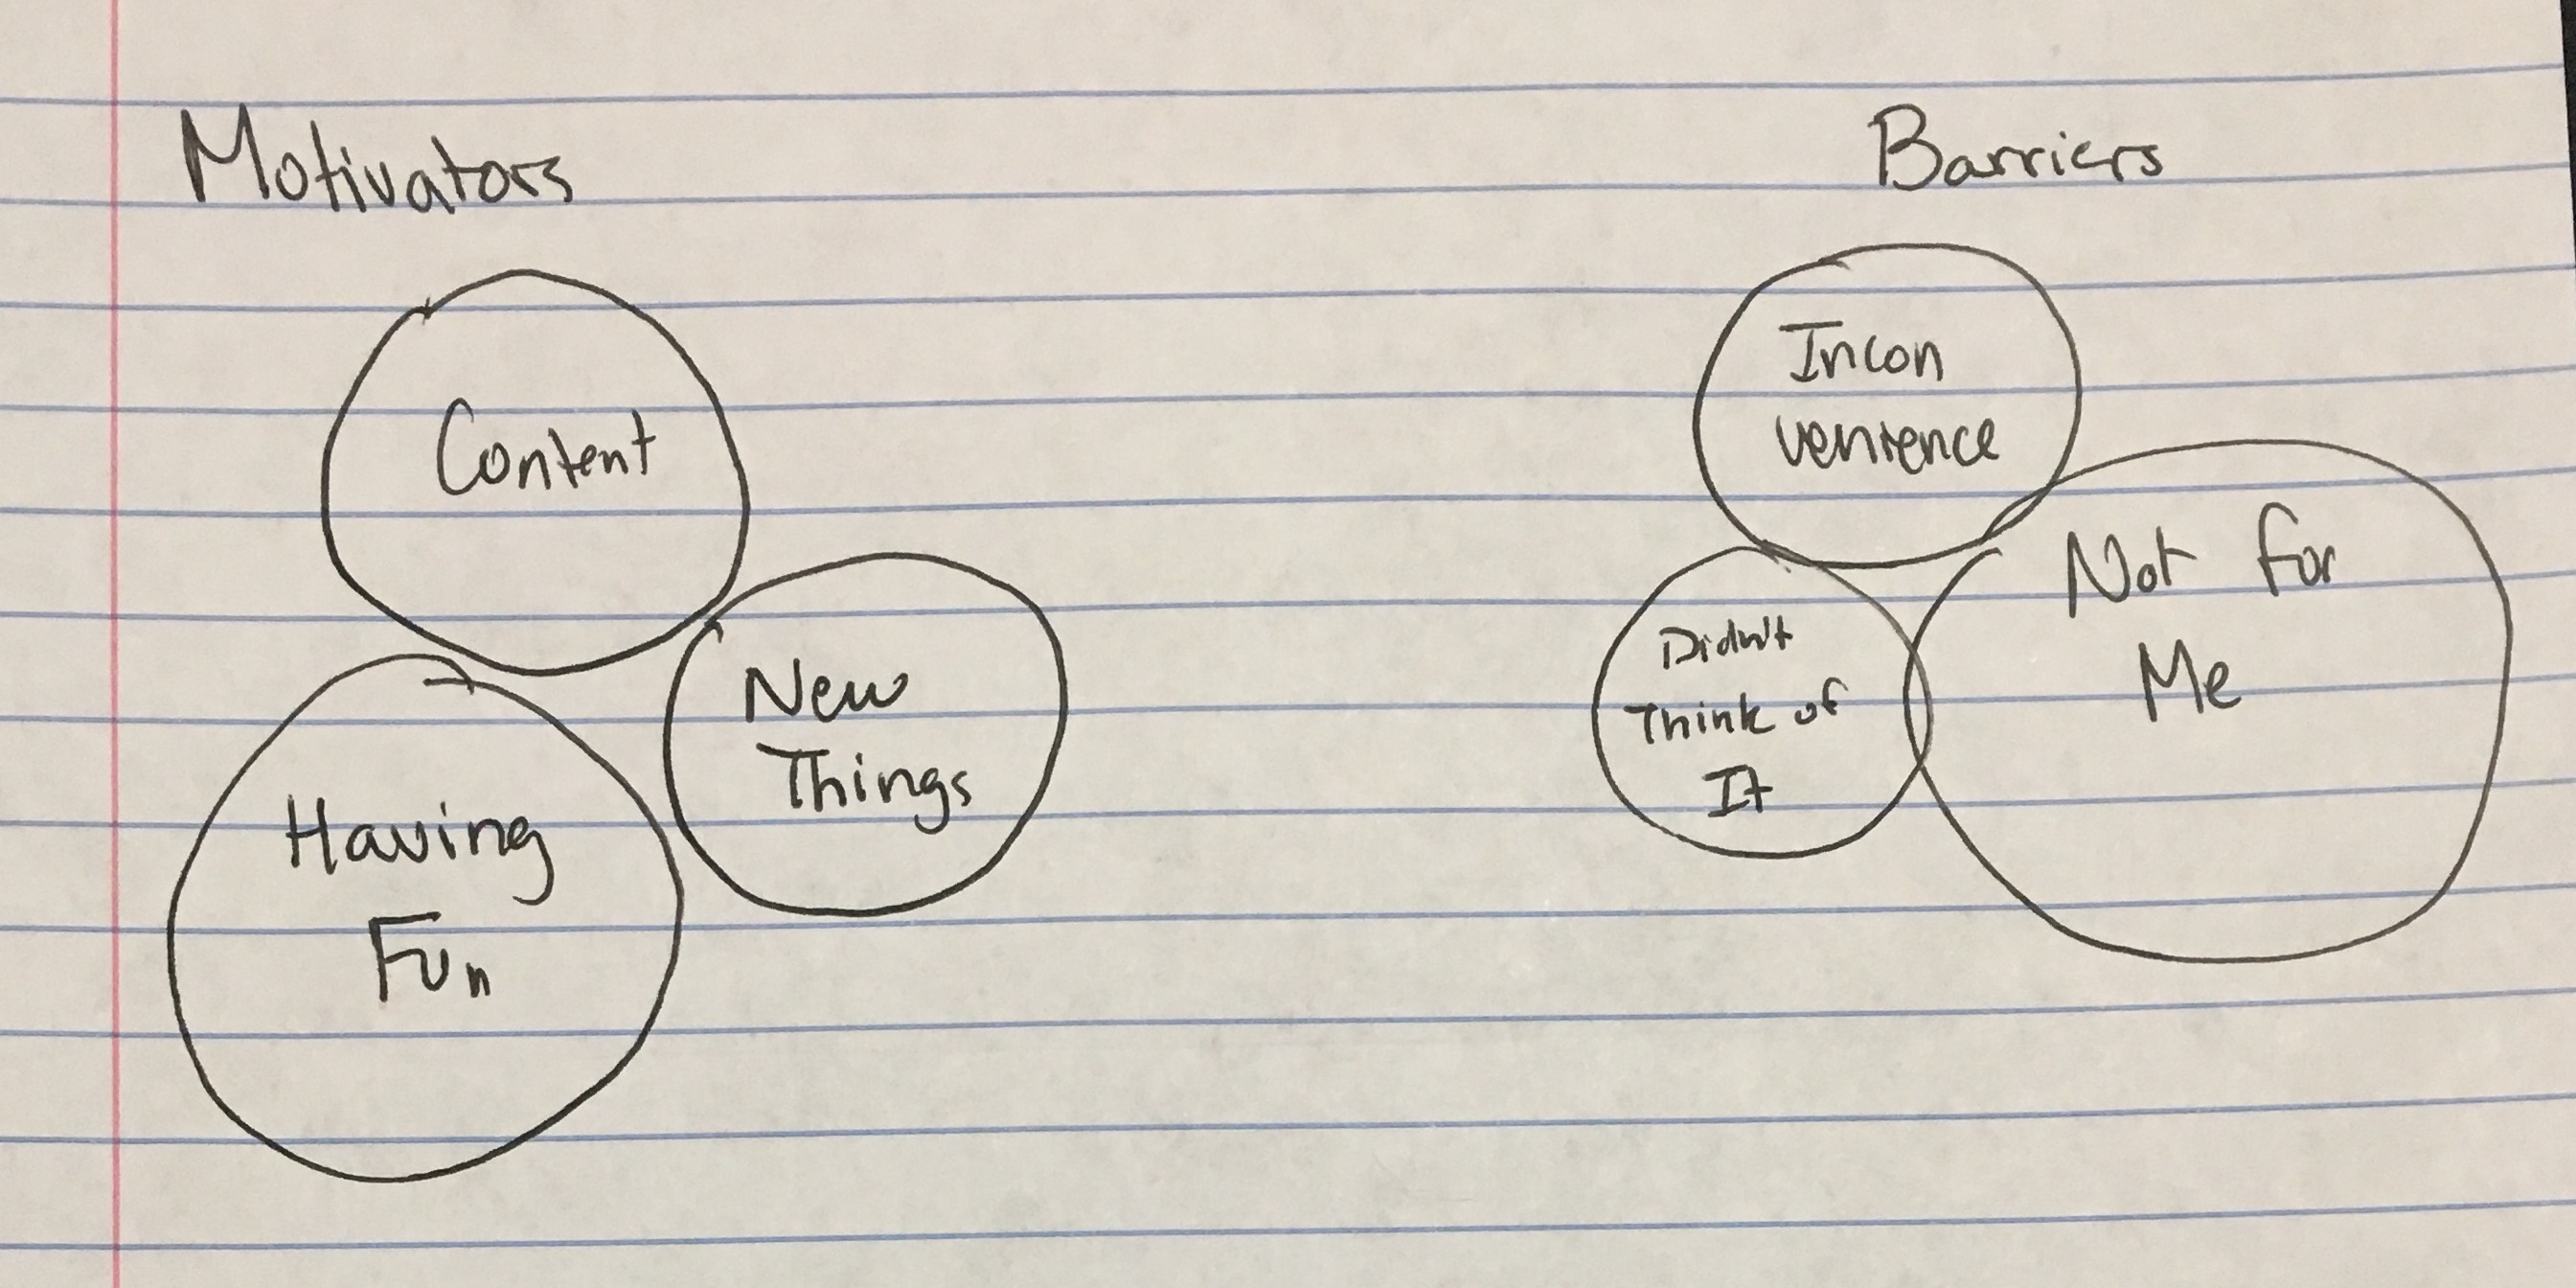 Motivators
Content
New
Things
Having
Fun
Barriers
Incon
venience
Not for
Me
Didn't
Think of
It